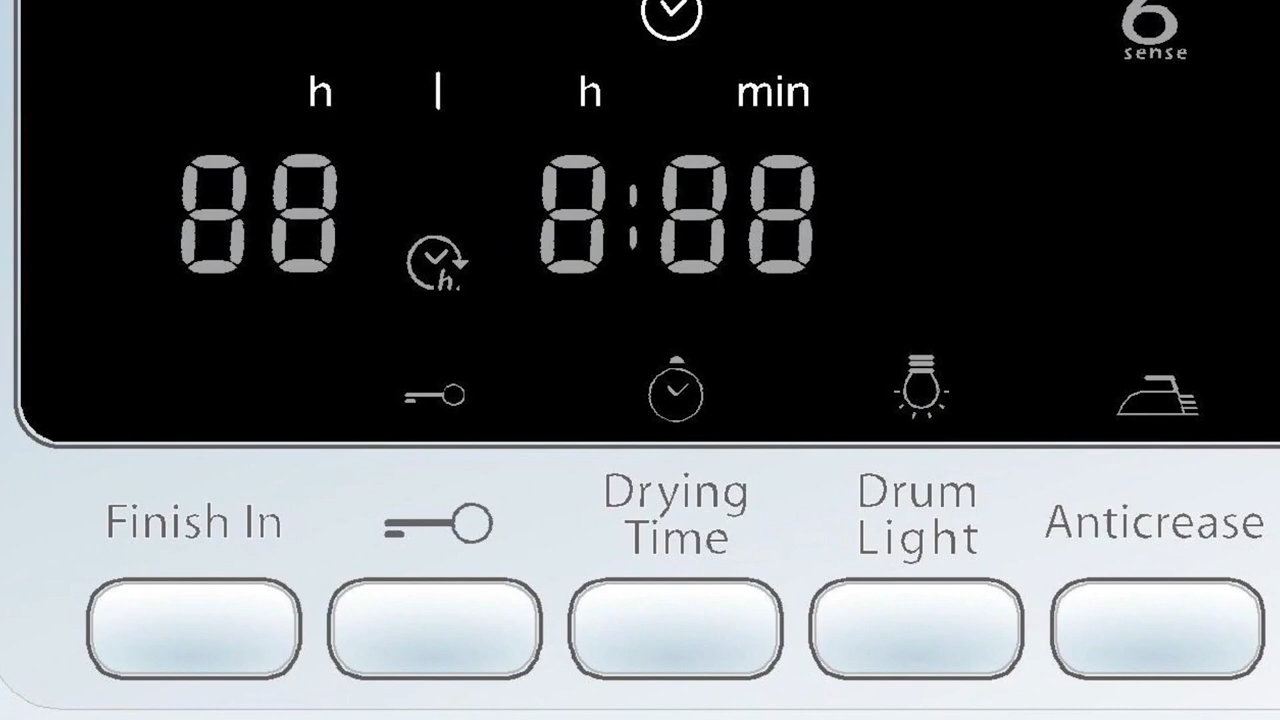 6
sense
h | h min
88 8:88
h.
Finish In
Drying
Time
Drum
Light
Anticrease